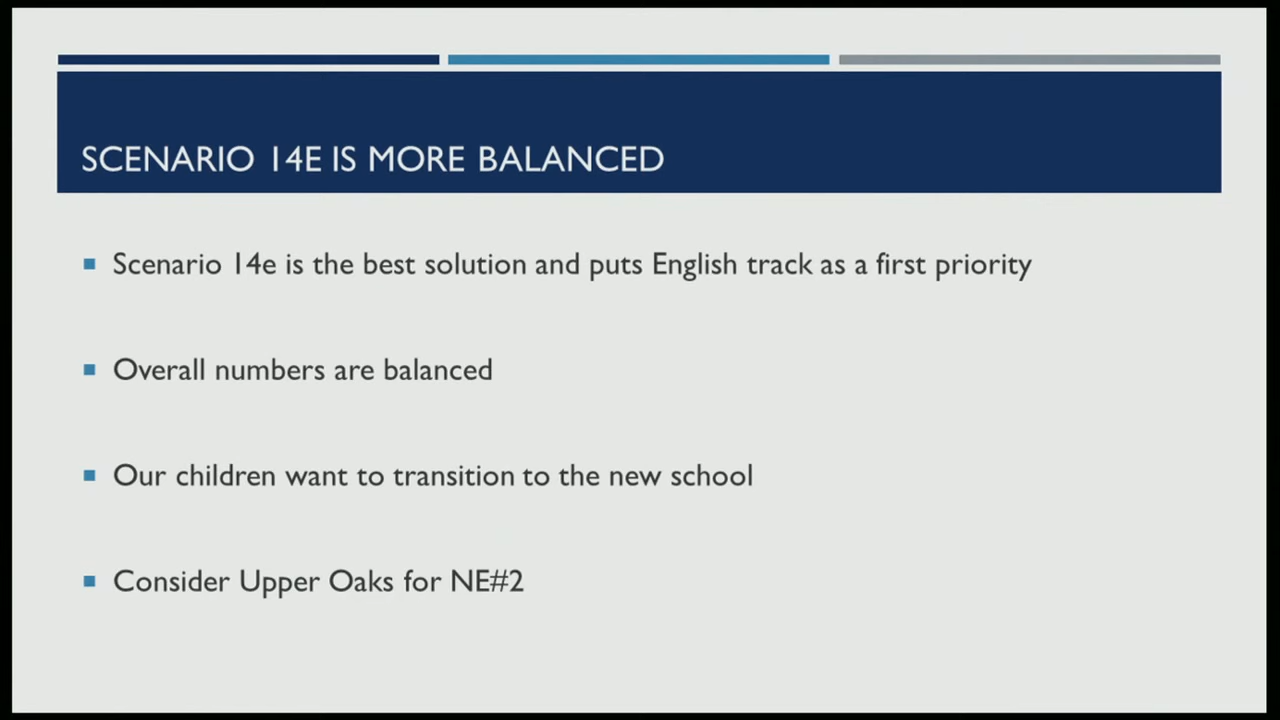 SCENARIO 14E IS MORE BALANCED
Scenario 14e is the best solution and puts English track as a first priority
Overall numbers are balanced
Our children want to transition to the new school
Consider Upper Oaks for NE#2